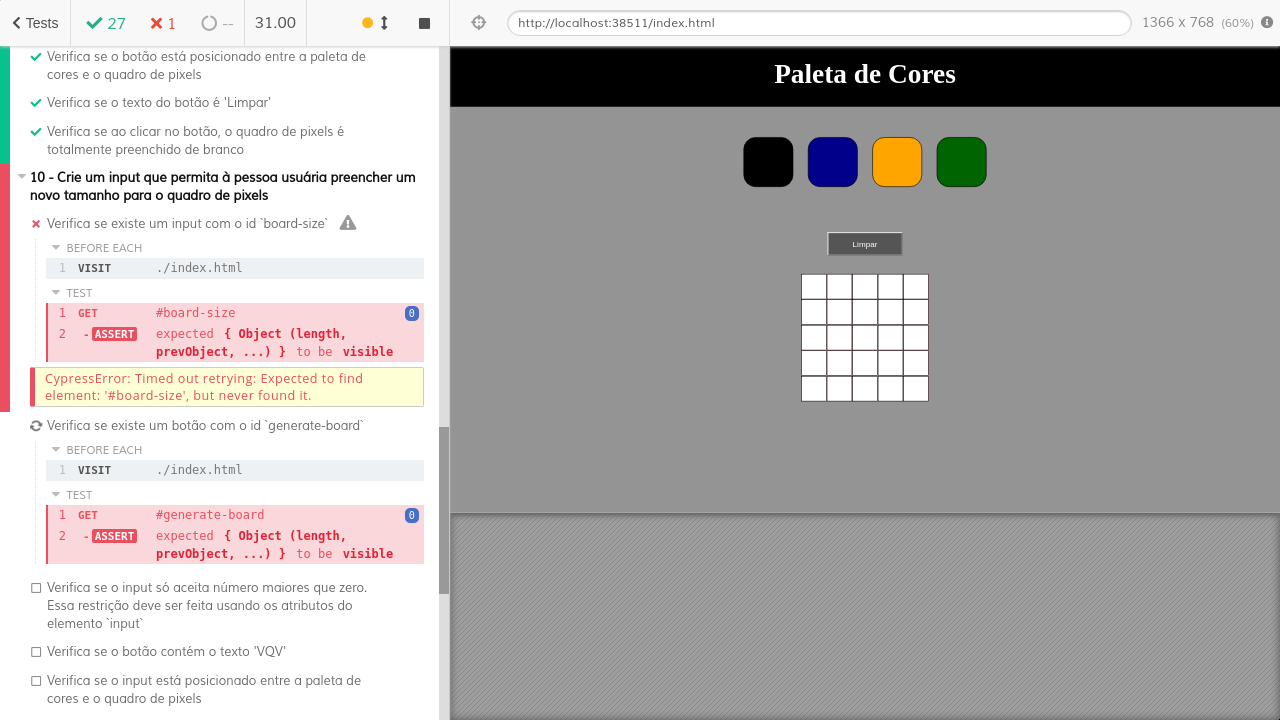 Tests
27
1
--
31.00
http://localhost:38511/index.html
1366 x 768 (60%)
Verifica se o botão está posicionado entre a paleta de
cores e o quadro de pixels
Verifica se o texto do botão é 'Limpar'
Verifica se ao clicar no botão, o quadro de pixels é
totalmente preenchido de branco
10 - Crie um input que permita à pessoa usuária preencher um
novo tamanho para o quadro de pixels
Verifica se existe um input com o id `board-size`
BEFORE EACH
1 VISIT ./index.html
TEST
1 GET #board-size 0
2 -ASSERT expected { Object (length,
prevObject, ...) } to be visible
CypressError: Timed out retrying: Expected to find
element: '#board-size', but never found it.
Verifica se existe um botão com o id `generate-board`
BEFORE EACH
1 VISIT ./index.html
TEST
1 GET #generate-board 0
2 -ASSERT expected { Object (length,
prevObject, ...) } to be visible
Verifica se o input só aceita número maiores que zero.
Essa restrição deve ser feita usando os atributos do
elemento `input`
Verifica se o botão contém o texto 'VQV'
Verifica se o input está posicionado entre a paleta de
cores e o quadro de pixels
Paleta de Cores
Limpar